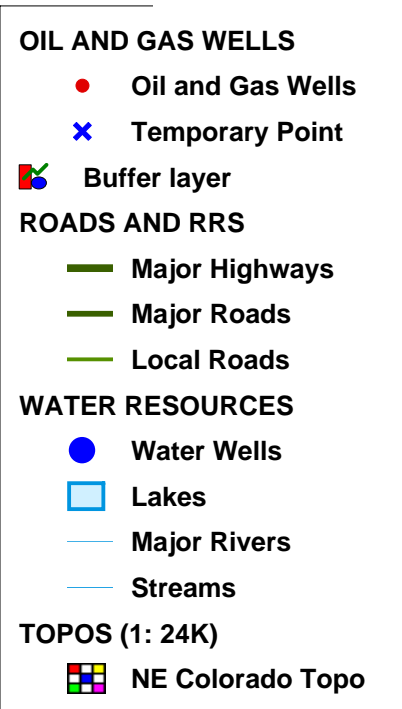 OIL AND GAS WELLS
Oil and Gas Wells
Temporary Point
Buffer layer
ROADS AND RRS
Major Highways
Major Roads
Local Roads
WATER RESOURCES
Water Wells
Lakes
Major Rivers
Streams
TOPOS (1: 24K)
NE Colorado Topo